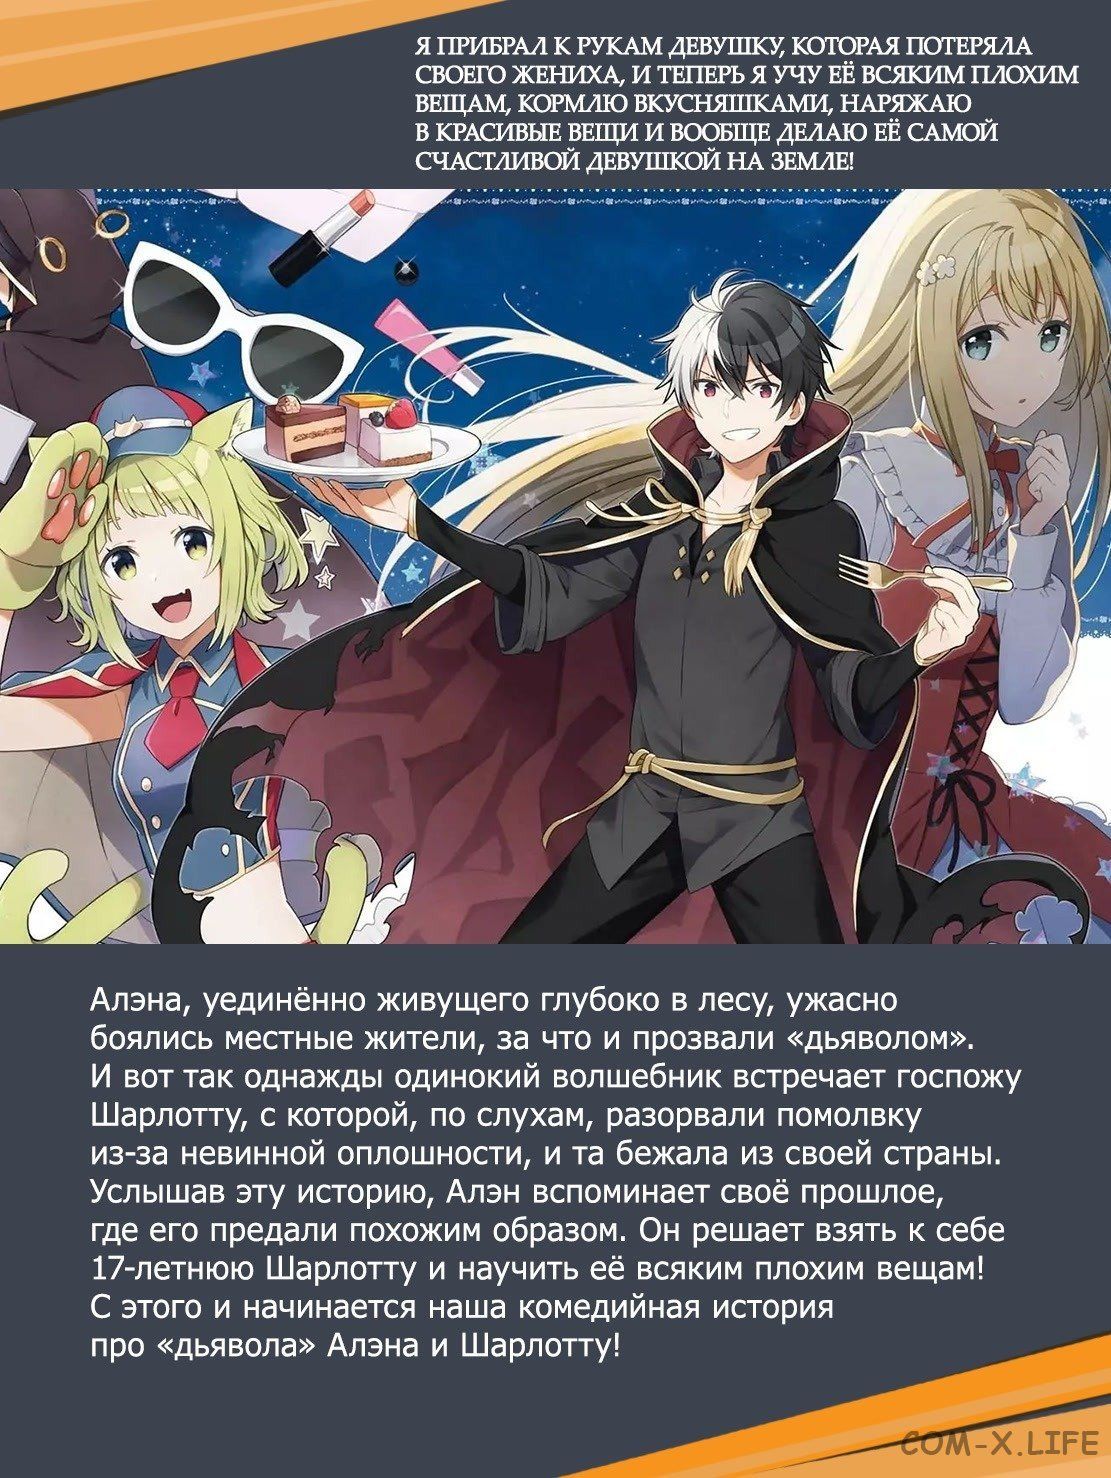 Я ПРИБРАЛ К РУКАМ ДЕВУШКУ, КОТОРАЯ ПОТЕРЯЛА
СВОЕГО ЖЕНИХА, И ТЕПЕРЬ Я УЧУ ЕЁ ВСЯКИМ ПЛОХИМ
ВЕЩАМ, КОРМЛЮ ВКУСНЯШКАМИ, НАРЯЖАЮ
В КРАСИВЫЕ ВЕЩИ И ВООБЩЕ ДЕЛАЮ ЕЁ САМОЙ
СЧАСТЛИВОЙ ДЕВУШКОЙ НА ЗЕМЛЕ!
Алэна, уединённо живущего глубоко в лесу, ужасно
боялись местные жители, за что и прозвали «дьяволом».
И вот так однажды одинокий волшебник встречает госпожу
Шарлотту, с которой, по слухам, разорвали помолвку
из-за невинной оплошности, и та бежала из своей страны.
Услышав эту историю, Алэн вспоминает своё прошлое,
где его предали похожим образом. Он решает взять к себе
17-летнюю Шарлотту и научить её всяким плохим вещам!
С этого и начинается наша комедийная история
про «дьявола» Алэна и Шарлотту!
COM-X.LIFE